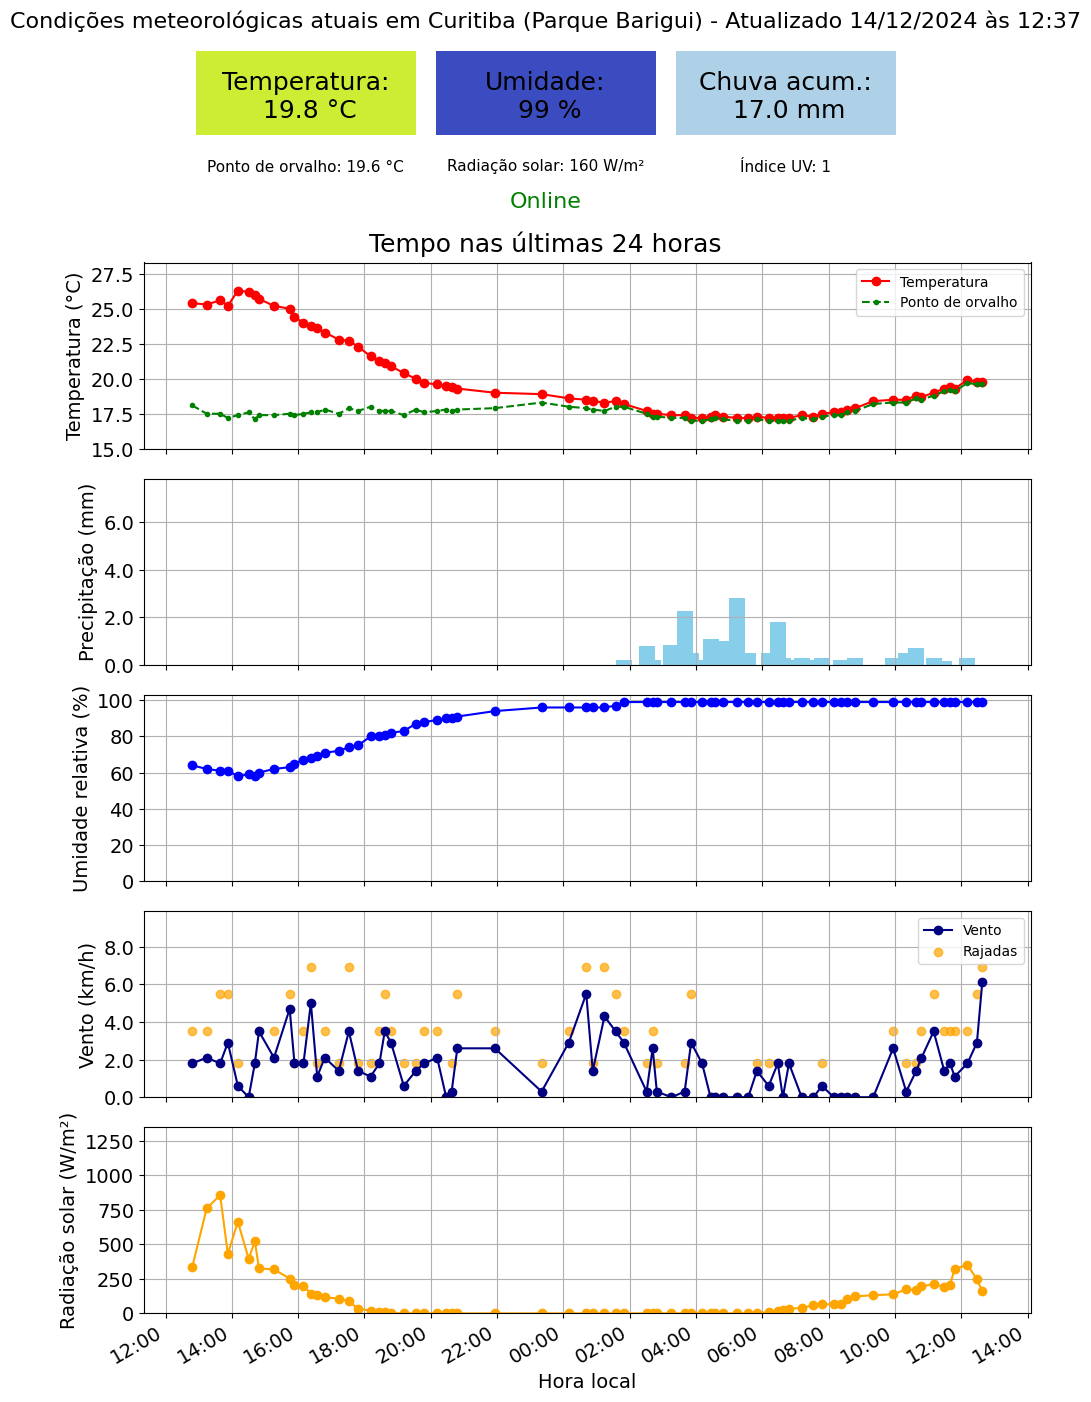 Condições meteorológicas atuais em Curitiba (Parque Barigui) - Atualizado 14/12/2024 às 12:37
Temperatura:
19.8 °C
Umidade:
99 %
Chuva acum.:
17.0 mm
Ponto de orvalho: 19.6 °C
Radiação solar: 160 W/m²
Índice UV: 1
Online
Tempo nas últimas 24 horas
Temperatura (°C)
27.5
25.0
22.5
20.0
17.5
15.0
Temperatura
Ponto de orvalho
Precipitação (mm)
6.0
4.0
2.0
0.0
Umidade relativa (%)
100
80
60
40
20
0
Vento (km/h)
8.0
6.0
4.0
2.0
0.0
Vento
Rajadas
Radiação solar (W/m²)
1250
1000
750
500
250
0
12:00
14:00
16:00
18:00
20:00
22:00
00:00
02:00
04:00
06:00
08:00
10:00
12:00
14:00
Hora local